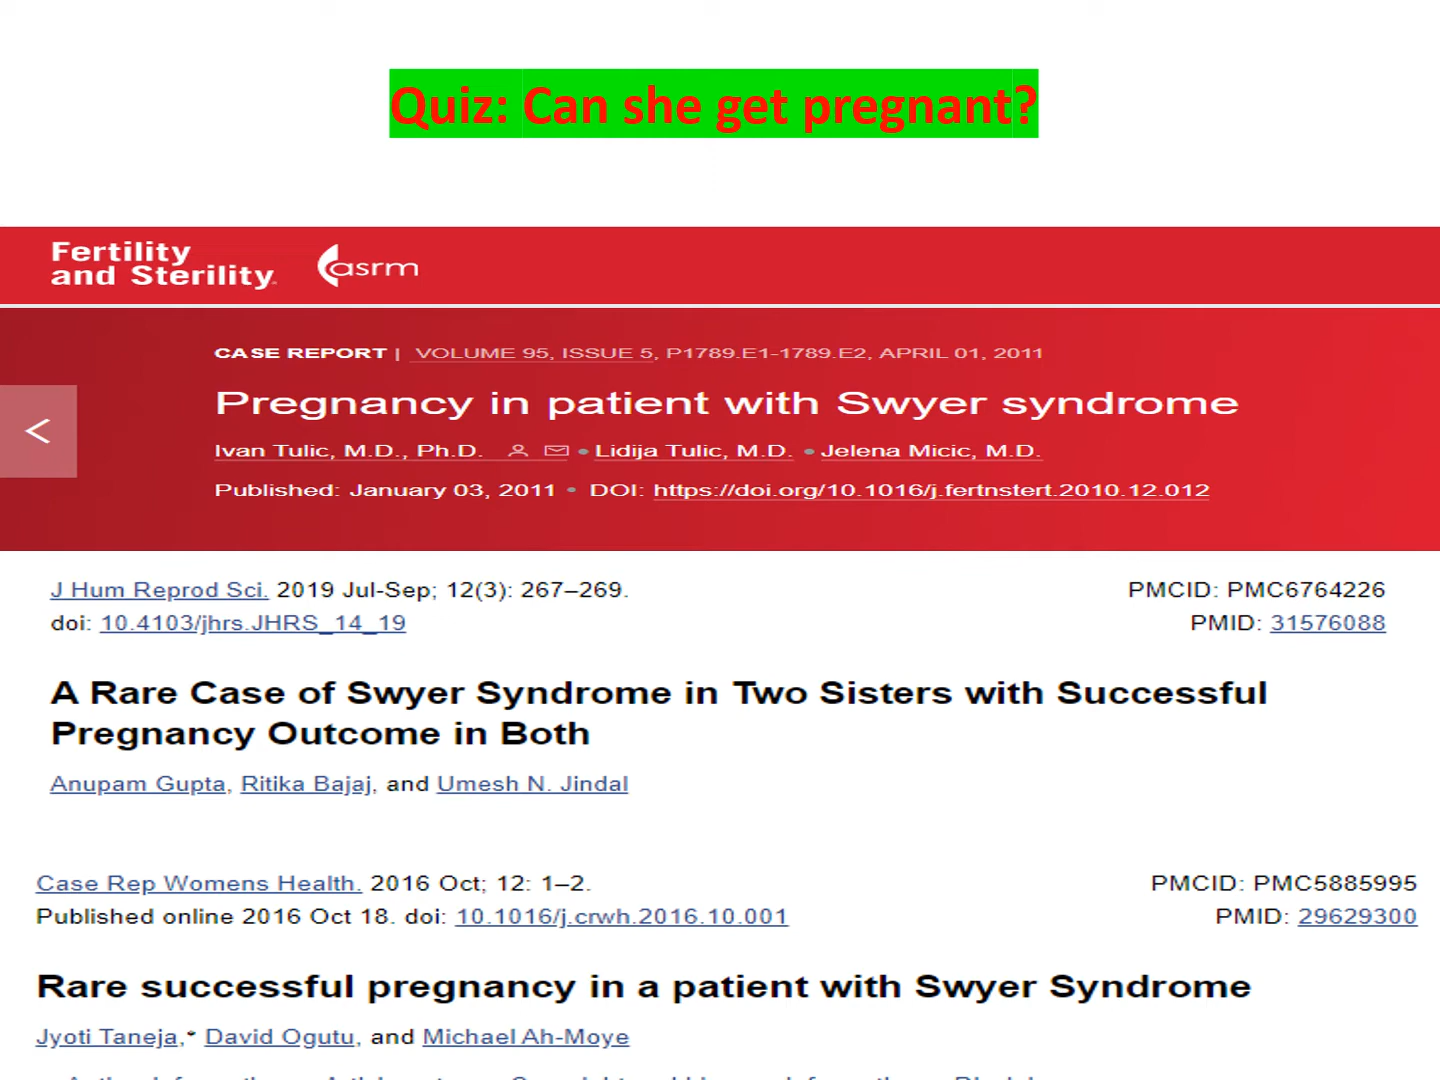 Quiz: Can she get pregnant?
Fertility
and Sterility
asrm
CASE REPORT | VOLUME 95, ISSUE 5, P1789.E1-1789.E2, APRIL 01, 2011
<
Pregnancy in patient with Swyer syndrome
Ivan Tulic, M.D., Ph.D. • Lidija Tulic, M.D. • Jelena Micic, M.D.
Published: January 03, 2011 • DOI: https://doi.org/10.1016/j.fertnstert.2010.12.012
J Hum Reprod Sci. 2019 Jul-Sep; 12(3): 267–269. PMCID: PMC6764226
doi: 10.4103/jhrs.JHRS_14_19 PMID: 31576088
A Rare Case of Swyer Syndrome in Two Sisters with Successful
Pregnancy Outcome in Both
Anupam Gupta, Ritika Bajaj, and Umesh N. Jindal
Case Rep Womens Health. 2016 Oct; 12: 1–2. PMCID: PMC5885995
Published online 2016 Oct 18. doi: 10.1016/j.crwh.2016.10.001 PMID: 29629300
Rare successful pregnancy in a patient with Swyer Syndrome
Jyoti Taneja,* David Ogutu, and Michael Ah-Moye